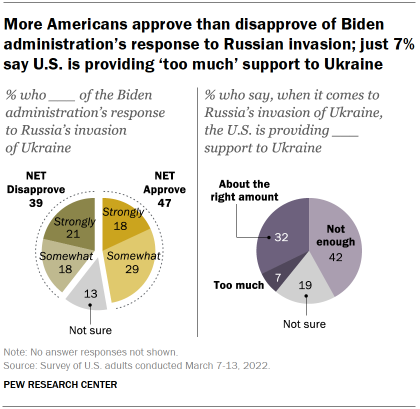 More Americans approve than disapprove of Biden
administration's response to Russian invasion; just 7%
say U.S. is providing 'too much' support to Ukraine
% who ___ of the Biden
administration's response
to Russia's invasion
of Ukraine
NET
Disapprove
39
NET
Approve
47
Strongly
21
Strongly
18
Somewhat
18
Somewhat
29
13
Not sure
% who say, when it comes to
Russia's invasion of Ukraine,
the U.S. is providing ___
support to Ukraine
About the
right amount
32
Not
enough
42
Too much
7
19
Not sure
Note: No answer responses not shown.
Source: Survey of U.S. adults conducted March 7-13, 2022.
PEW RESEARCH CENTER